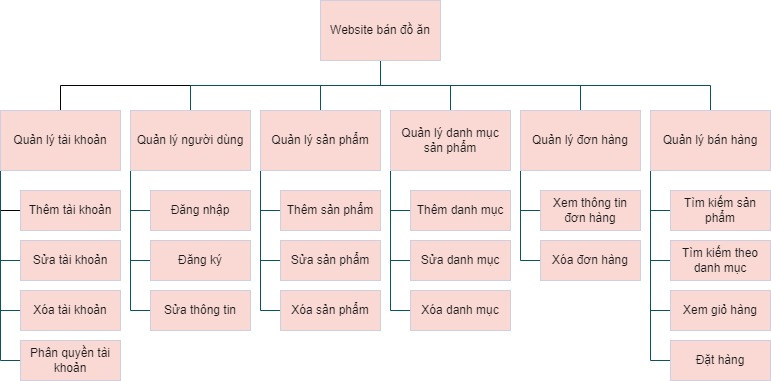 Website bán đồ ăn
Quản lý tài khoản
Quản lý người dùng
Quản lý sản phẩm
Quản lý danh mục
sản phẩm
Quản lý đơn hàng
Quản lý bán hàng
Thêm tài khoản
Sửa tài khoản
Xóa tài khoản
Phân quyền tài
khoản
Đăng nhập
Đăng ký
Sửa thông tin
Thêm sản phẩm
Sửa sản phẩm
Xóa sản phẩm
Thêm danh mục
Sửa danh mục
Xóa danh mục
Xem thông tin
đơn hàng
Xóa đơn hàng
Tìm kiếm sản
phẩm
Tìm kiếm theo
danh mục
Xem giỏ hàng
Đặt hàng